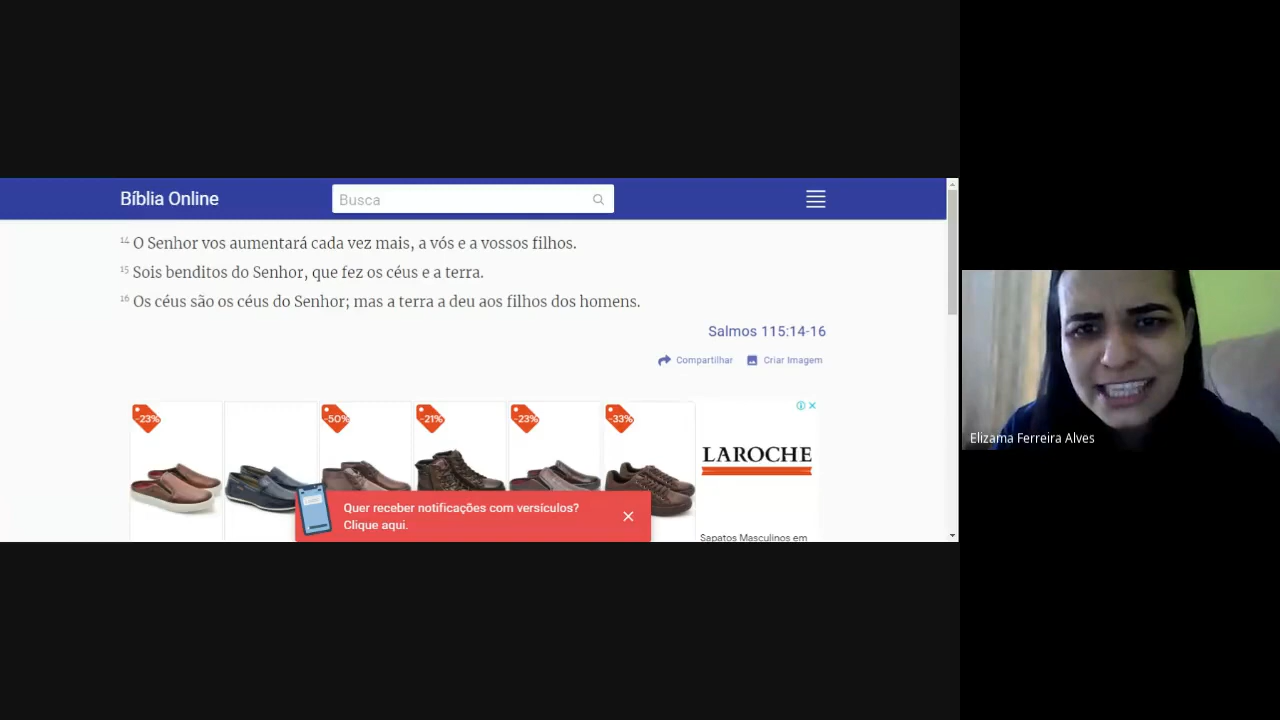 Bíblia Online
Busca
14 O Senhor vos aumentará cada vez mais, a vós e a vossos filhos.
15 Sois benditos do Senhor, que fez os céus e a terra.
16 Os céus são os céus do Senhor; mas a terra a deu aos filhos dos homens.
Salmos 115:14-16
Compartilhar Criar Imagem
-23% -50% -21% -23% -33%
LAROCHE
Quer receber notificações com versículos?
Clique aqui.
Sapatos Masculinos em
Elizama Ferreira Alves